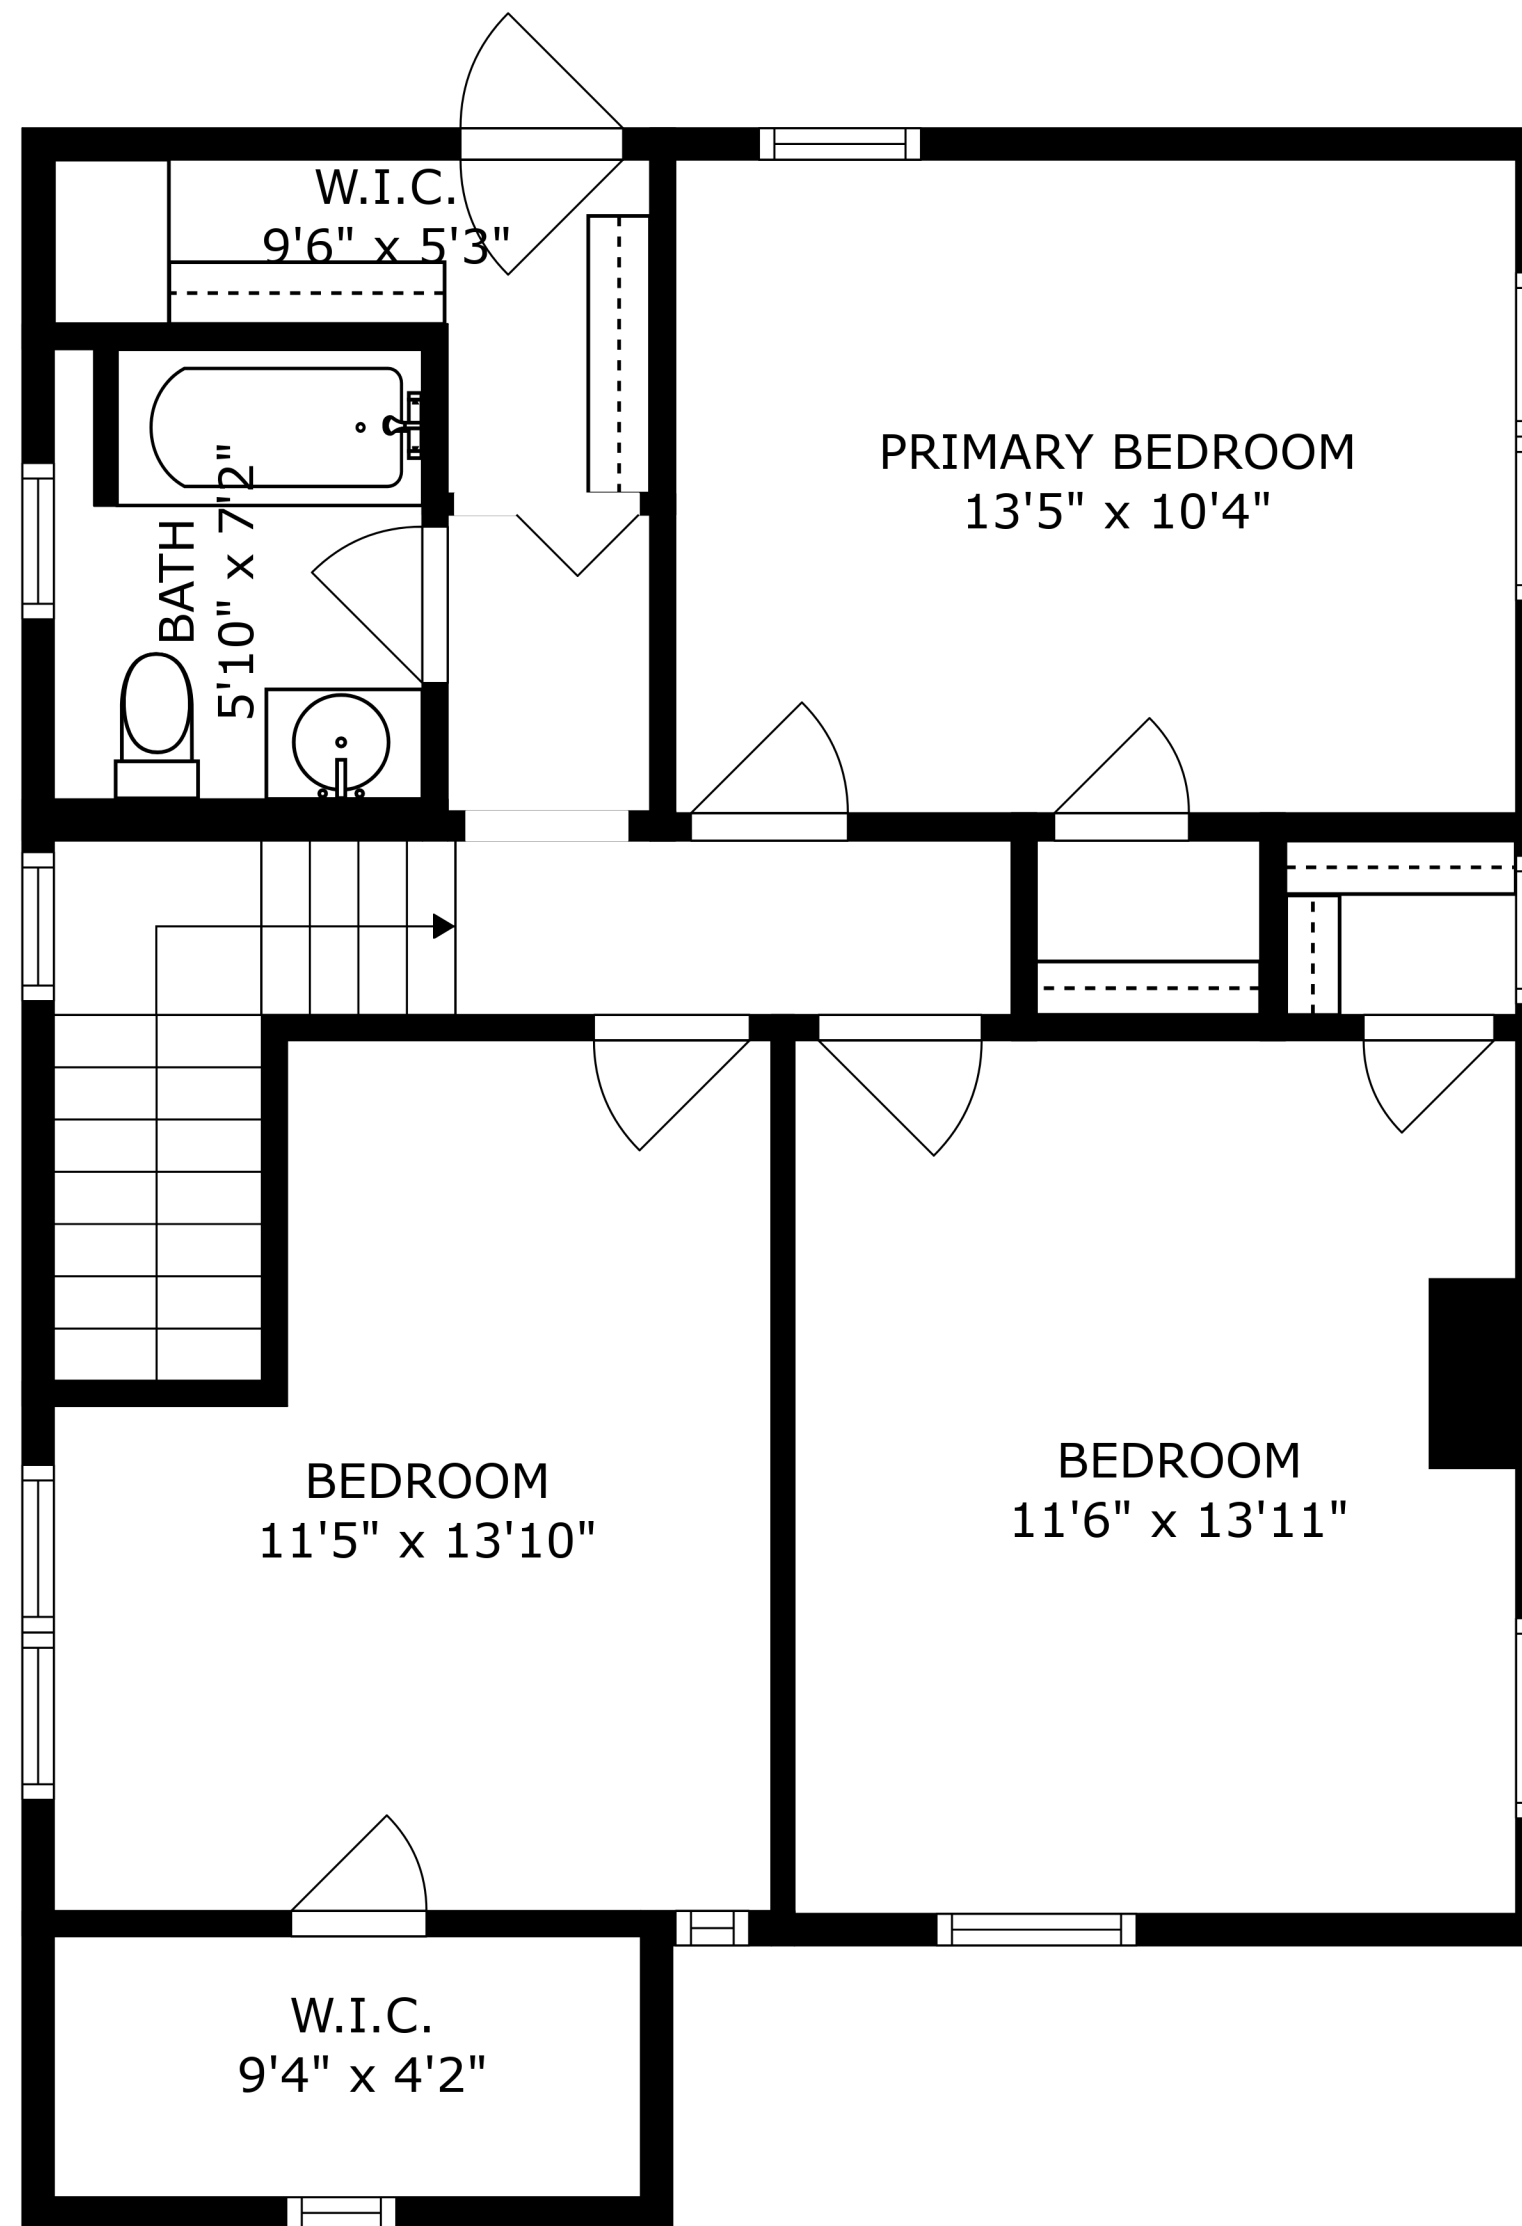 W.I.C.
9'6" x 5'3"
PRIMARY BEDROOM
13'5" x 10'4"
BATH
5'10" x 7'2"
BEDROOM
11'5" x 13'10"
BEDROOM
11'6" x 13'11"
W.I.C.
9'4" x 4'2"